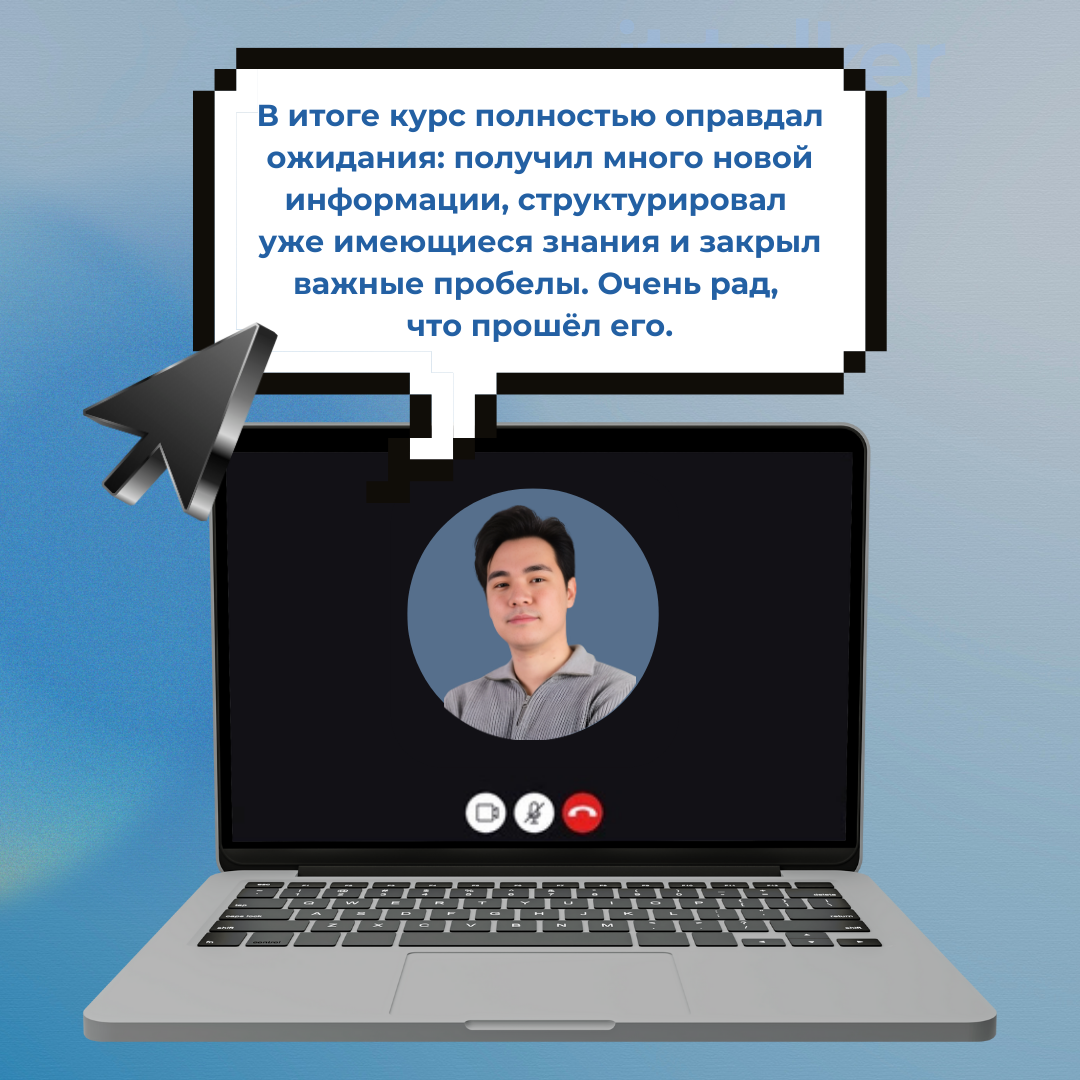 В итоге курс полностью оправдал
ожидания: получил много новой
информации, структурировал
уже имеющиеся знания и закрыл
важные пробелы. Очень рад,
что прошёл его.